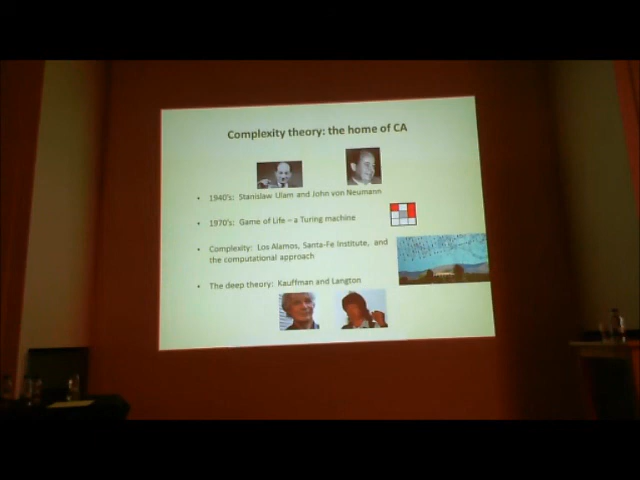 Complexity theory: the home of CA
• 1940's: Stanislaw Ulam and John von Neumann
• 1970's: Game of Life – a Turing machine
• Complexity: Los Alamos, Santa-Fe Institute, and
the computational approach
• The deep theory: Kauffman and Langton